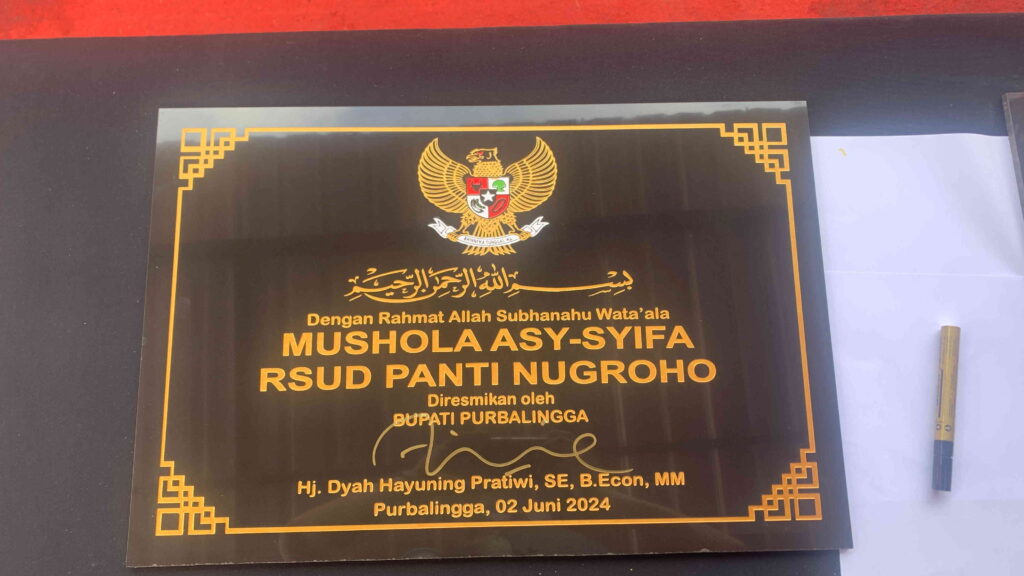 بسم الله الرحمن الرحيم
Dengan Rahmat Allah Subhanahu Wata'ala
MUSHOLA ASY-SYIFA
RSUD PANTI NUGROHO
Diresmikan oleh
BUPATI PURBALINGGA
Hj. Dyah Hayuning Pratiwi, SE, B.Econ, MM
Purbalingga, 02 Juni 2024